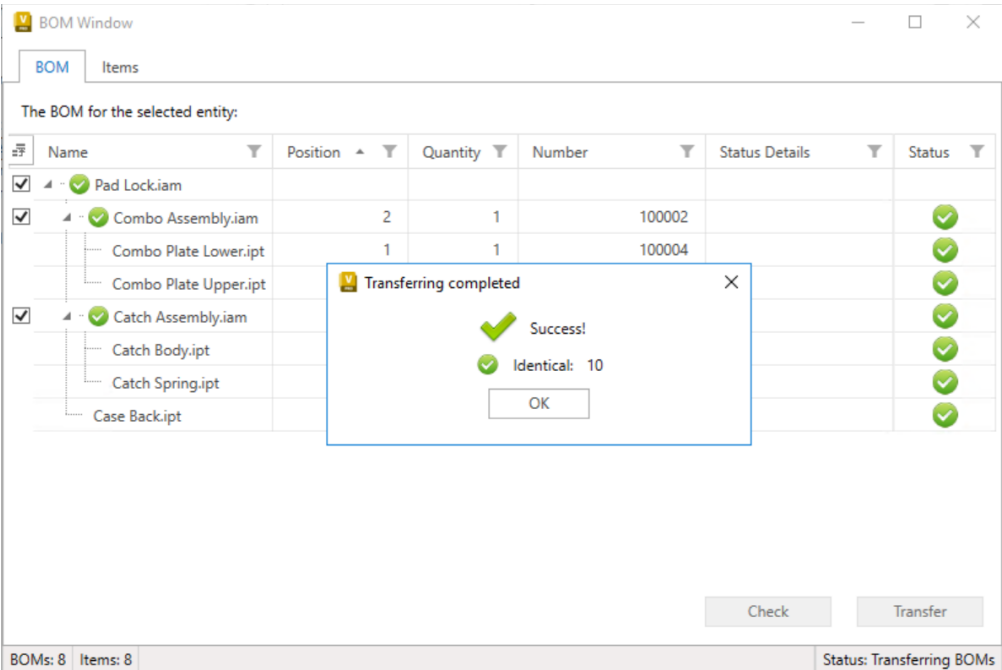 BOM Window
BOM Items
The BOM for the selected entity:
Name Position Quantity Number Status Details Status
Pad Lock.iam
Combo Assembly.iam 2 1 100002
Combo Plate Lower.ipt 1 1 100004
Combo Plate Upper.ipt
Transferring completed
Catch Assembly.iam
Success!
Catch Body.ipt
Identical: 10
Catch Spring.ipt
OK
Case Back.ipt
Check Transfer
BOMs: 8 Items: 8 Status: Transferring BOMs